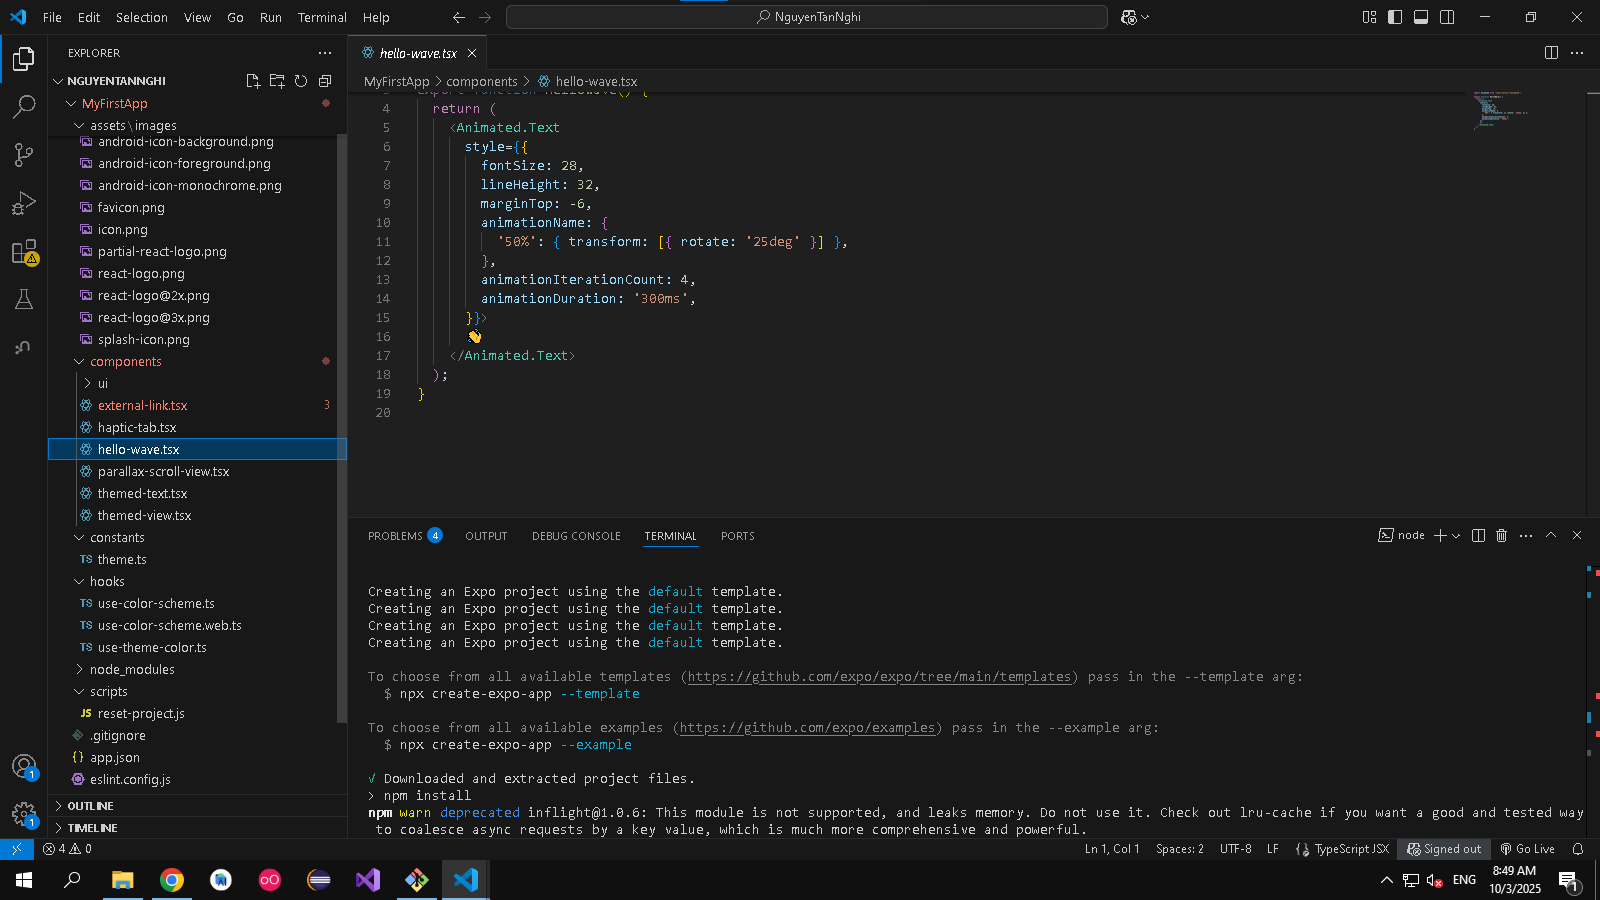 File Edit Selection View Go Run Terminal Help
NguyenTanNghi
EXPLORER
NGUYENTANNGHI
MyFirstApp
assets\images
android-icon-background.png
android-icon-foreground.png
android-icon-monochrome.png
favicon.png
icon.png
partial-react-logo.png
react-logo.png
react-logo@2x.png
react-logo@3x.png
splash-icon.png
components
ui
external-link.tsx 3
haptic-tab.tsx
hello-wave.tsx
parallax-scroll-view.tsx
themed-text.tsx
themed-view.tsx
constants
TS theme.ts
hooks
TS use-color-scheme.ts
TS use-color-scheme.web.ts
TS use-theme-color.ts
node_modules
scripts
JS reset-project.js
.gitignore
{} app.json
eslint.config.js
OUTLINE
TIMELINE
hello-wave.tsx
MyFirstApp > components > hello-wave.tsx
3 export function HelloWave() {
4 return (
5 <Animated.Text
6 style={{
7 fontSize: 28,
8 lineHeight: 32,
9 marginTop: -6,
10 animationName: {
11 '50%': { transform: [{ rotate: '25deg' }] },
12 },
13 animationIterationCount: 4,
14 animationDuration: '300ms',
15 }}>
16 👋
17 </Animated.Text>
18 );
19 }
20
PROBLEMS 4 OUTPUT DEBUG CONSOLE TERMINAL PORTS
node
Creating an Expo project using the default template.
Creating an Expo project using the default template.
Creating an Expo project using the default template.
Creating an Expo project using the default template.
To choose from all available templates (https://github.com/expo/expo/tree/main/templates) pass in the --template arg:
$ npx create-expo-app --template
To choose from all available examples (https://github.com/expo/examples) pass in the --example arg:
$ npx create-expo-app --example
√ Downloaded and extracted project files.
> npm install
npm warn deprecated inflight@1.0.6: This module is not supported, and leaks memory. Do not use it. Check out lru-cache if you want a good and tested way
to coalesce async requests by a key value, which is much more comprehensive and powerful.
1
1
4 0
Ln 1, Col 1 Spaces: 2 UTF-8 LF {} TypeScript JSX Signed out Go Live
ENG
8:49 AM
10/3/2025
1